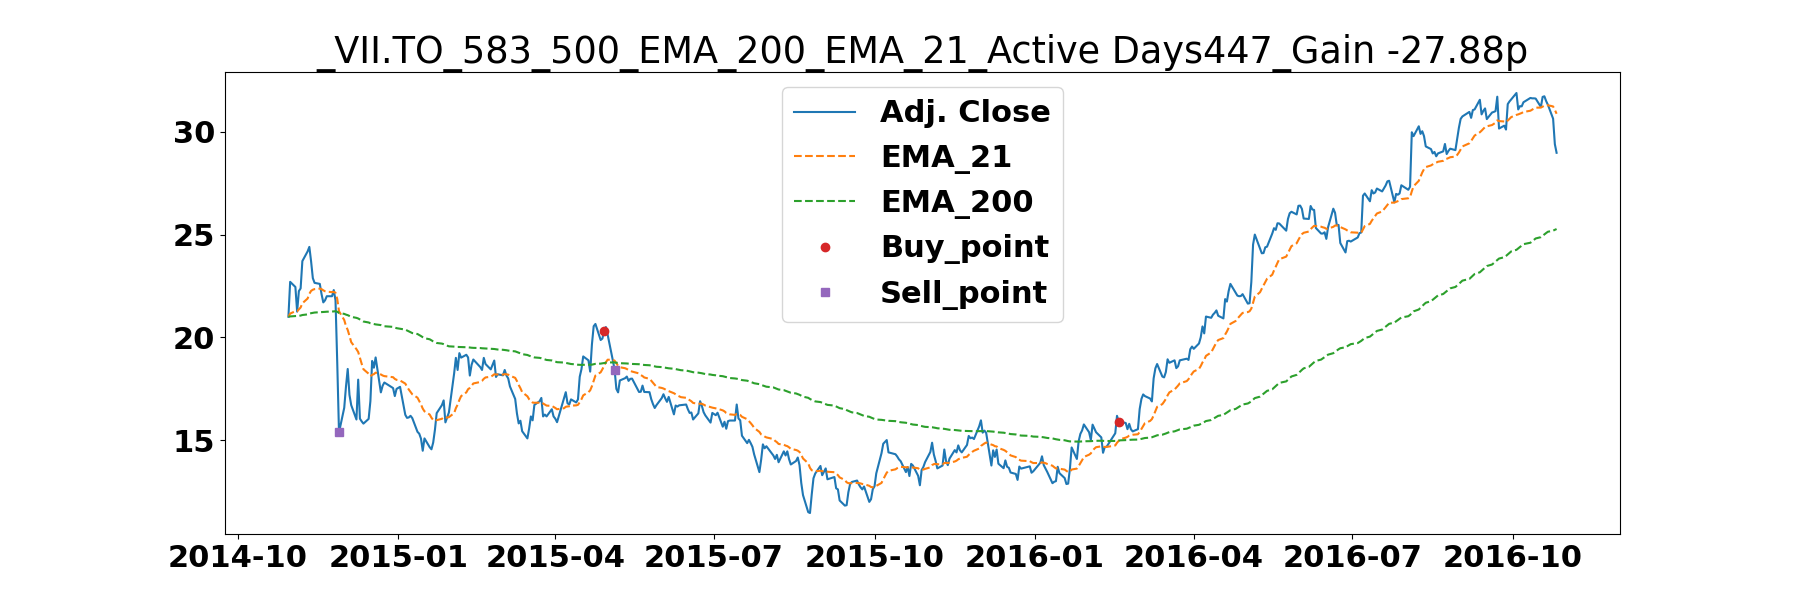 _VII.TO_583_500_EMA_200_EMA_21_Active Days447_Gain -27.88p
Adj. Close
EMA_21
EMA_200
Buy_point
Sell_point
30
25
20
15
2014-10 2015-01 2015-04 2015-07 2015-10 2016-01 2016-04 2016-07 2016-10